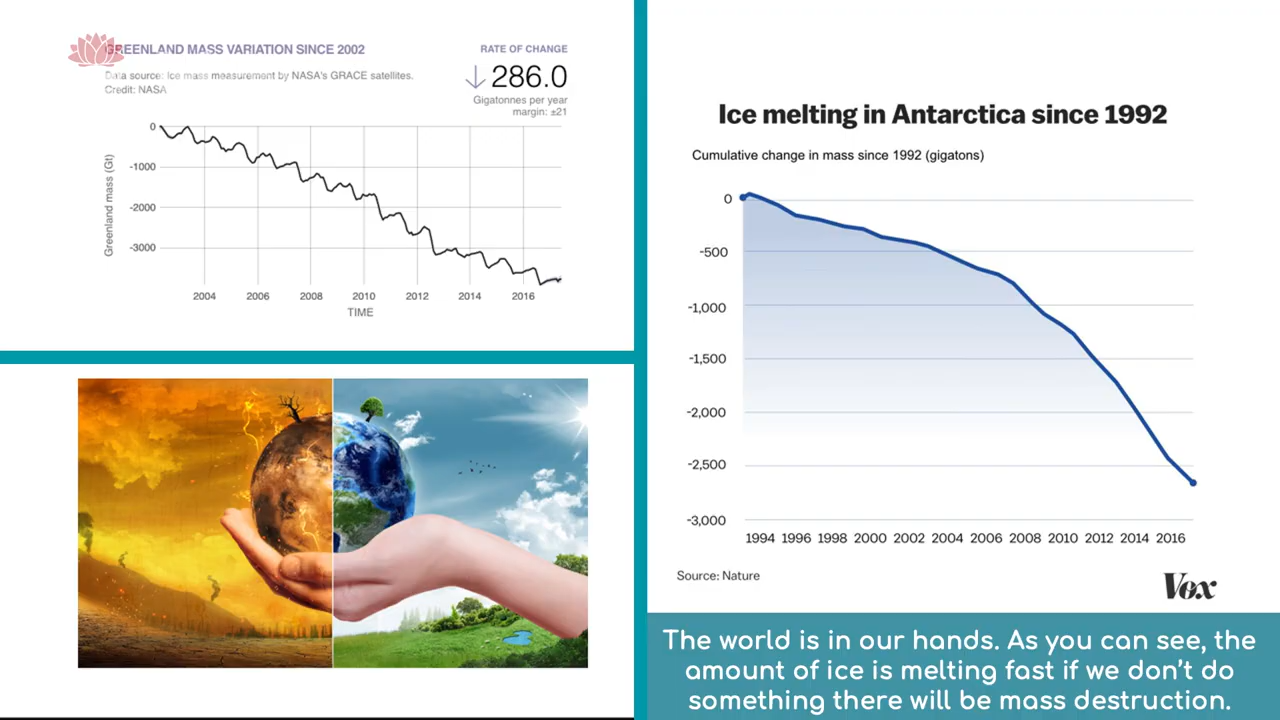 GREENLAND MASS VARIATION SINCE 2002
RATE OF CHANGE
Data source: Ice mass measurement by NASA's GRACE satellites.
Credit: NASA
286.0
Gigatonnes per year
margin: ±21
0
-1000
-2000
-3000
Greenland mass (Gt)
2004 2006 2008 2010 2012 2014 2016
TIME
Ice melting in Antarctica since 1992
Cumulative change in mass since 1992 (gigatons)
0
-500
-1,000
-1,500
-2,000
-2,500
-3,000
1994 1996 1998 2000 2002 2004 2006 2008 2010 2012 2014 2016
Source: Nature
Vox
The world is in our hands. As you can see, the
amount of ice is melting fast if we don't do
something there will be mass destruction.